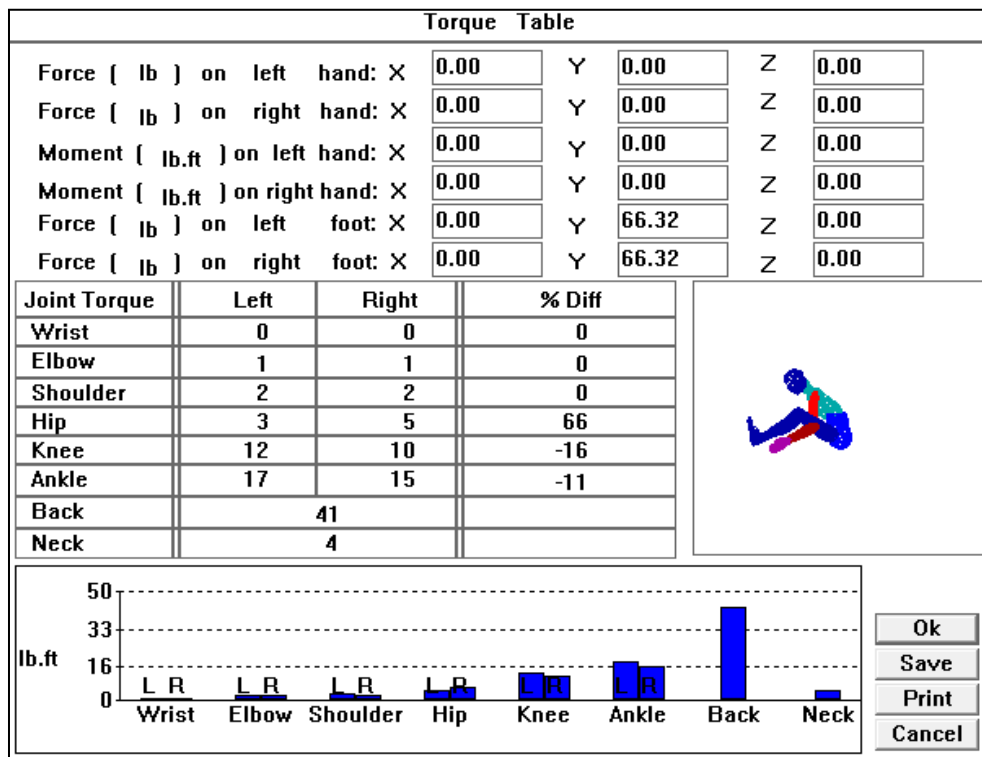 Torque Table
Force ( lb ) on left hand: X 0.00 Y 0.00 Z 0.00
Force ( lb ) on right hand: X 0.00 Y 0.00 Z 0.00
Moment ( lb.ft ) on left hand: X 0.00 Y 0.00 Z 0.00
Moment ( lb.ft ) on right hand: X 0.00 Y 0.00 Z 0.00
Force ( lb ) on left foot: X 0.00 Y 66.32 Z 0.00
Force ( lb ) on right foot: X 0.00 Y 66.32 Z 0.00
Joint Torque Left Right % Diff
Wrist 0 0 0
Elbow 1 1 0
Shoulder 2 2 0
Hip 3 5 66
Knee 12 10 -16
Ankle 17 15 -11
Back 41
Neck 4
50
33
lb.ft
16
0
L R L R L R L R L R L R
Wrist Elbow Shoulder Hip Knee Ankle Back Neck
Ok
Save
Print
Cancel